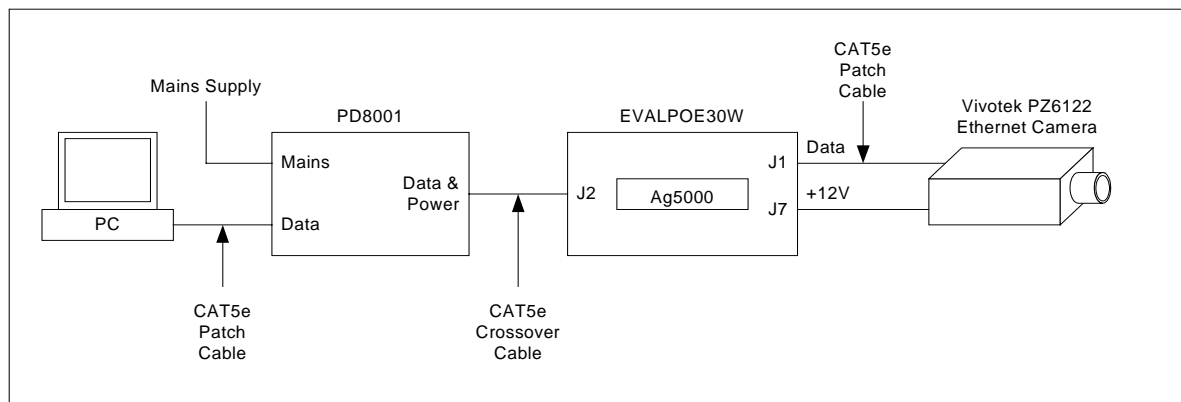 CAT5e
Patch
Cable
Mains Supply
PD8001
EVALPOE30W
Vivotek PZ6122
Ethernet Camera
Mains
Data &
Power
Data
PC
J2
Ag5000
Data
J1
+12V
J7
CAT5e
Patch
Cable
CAT5e
Crossover
Cable